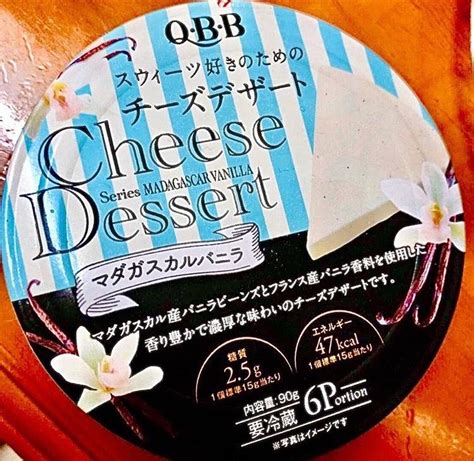 Q·B·B
スウィーツ好きのための
チーズデザート
Cheese
Series MADAGASCAR VANILLA
Dessert
マダガスカルバニラ
マダガスカル産バニラビーンズとフランス産バニラ香料を使用した
香り豊かで濃厚な味わいのチーズデザートです。
糖質
2.5g
1個標準15g当たり
エネルギー
47kcal
1個標準15g当たり
内容量:90g
要冷蔵 6Portion
※写真はイメージです